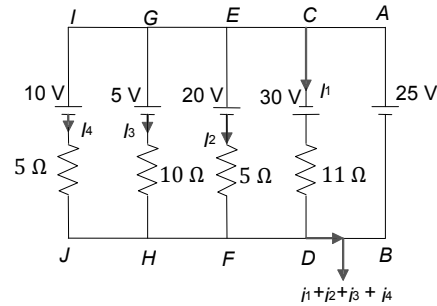 I G E C A
10 V 5 V 20 V 30 V 25 V
I₄ I₃ I₂ I₁
5 Ω 10 Ω 5 Ω 11 Ω
J H F D B
i₁+i₂+i₃ + i₄